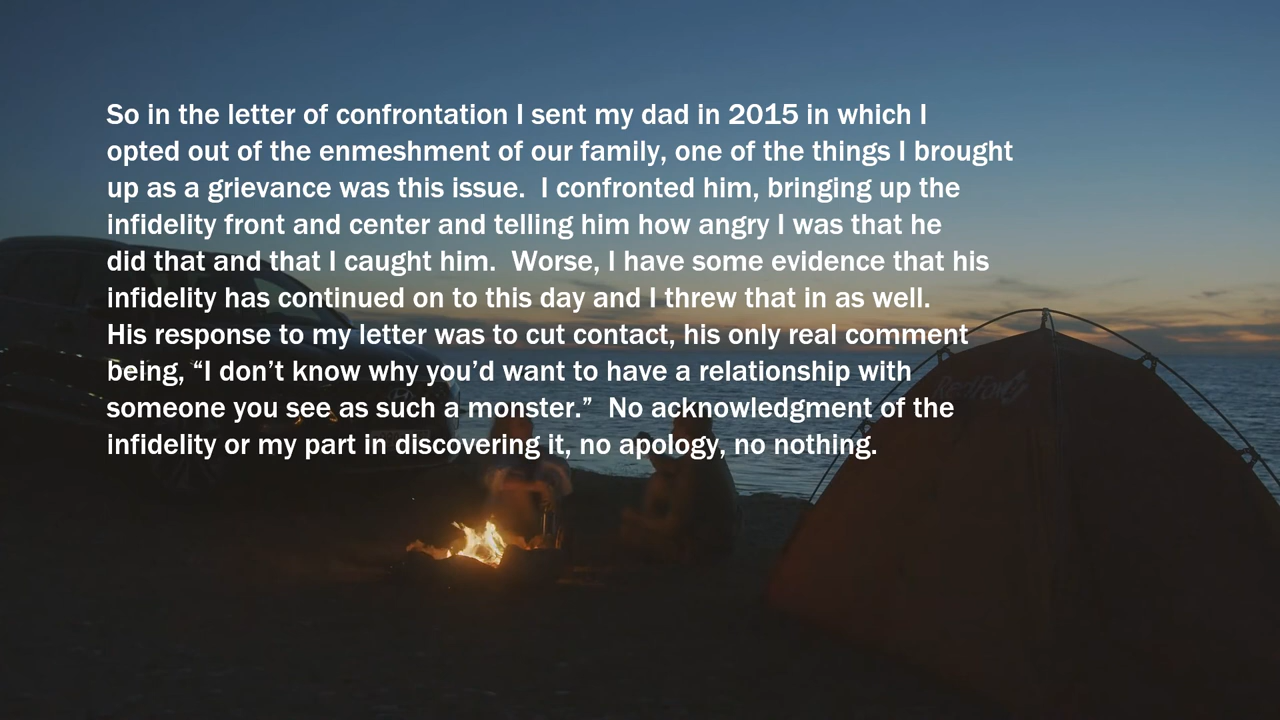 So in the letter of confrontation I sent my dad in 2015 in which I
opted out of the enmeshment of our family, one of the things I brought
up as a grievance was this issue.  I confronted him, bringing up the
infidelity front and center and telling him how angry I was that he
did that and that I caught him.  Worse, I have some evidence that his
infidelity has continued on to this day and I threw that in as well.
His response to my letter was to cut contact, his only real comment
being, “I don’t know why you’d want to have a relationship with
someone you see as such a monster.”  No acknowledgment of the
infidelity or my part in discovering it, no apology, no nothing.
RedFox